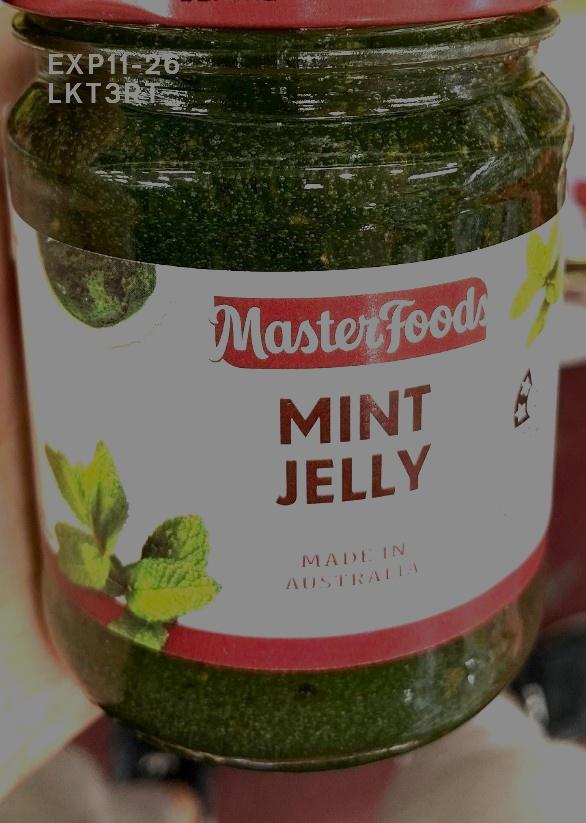 EXP11-26
LKT3R1
MasterFoods
MINT
JELLY
MADE IN
AUSTRALIA